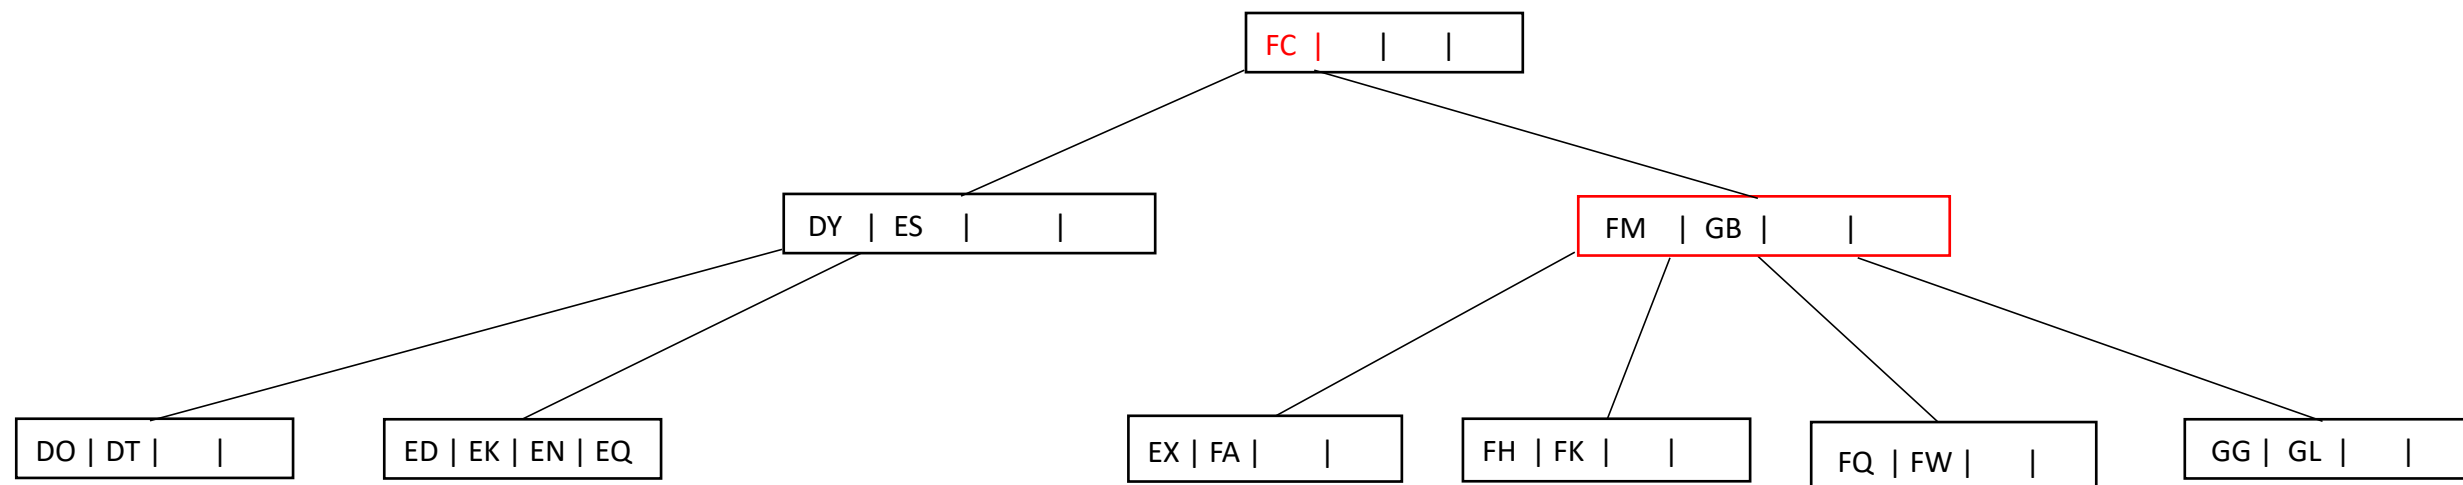 FC | | |
DY | ES | |
FM | GB | |
DO | DT | |
ED | EK | EN | EQ
EX | FA | |
FH | FK | |
FQ | FW | |
GG | GL | |